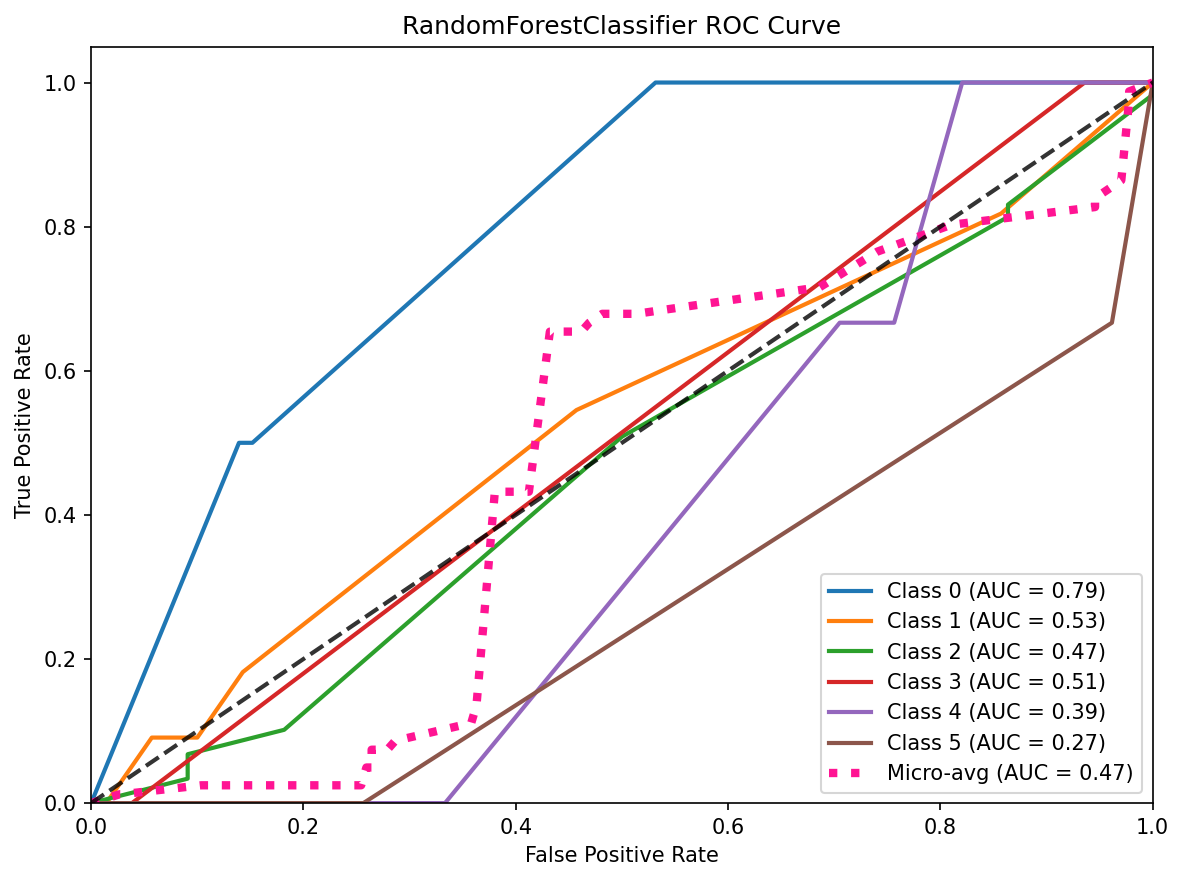 RandomForestClassifier ROC Curve
True Positive Rate
1.0
0.8
0.6
0.4
0.2
0.0
0.0 0.2 0.4 0.6 0.8 1.0
False Positive Rate
Class 0 (AUC = 0.79)
Class 1 (AUC = 0.53)
Class 2 (AUC = 0.47)
Class 3 (AUC = 0.51)
Class 4 (AUC = 0.39)
Class 5 (AUC = 0.27)
Micro-avg (AUC = 0.47)